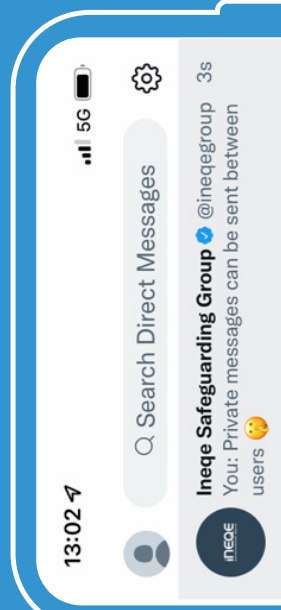 13:02
5G
Search Direct Messages
Ineqe Safeguarding Group @ineqegroup 3s
You: Private messages can be sent between
users
iNEQE